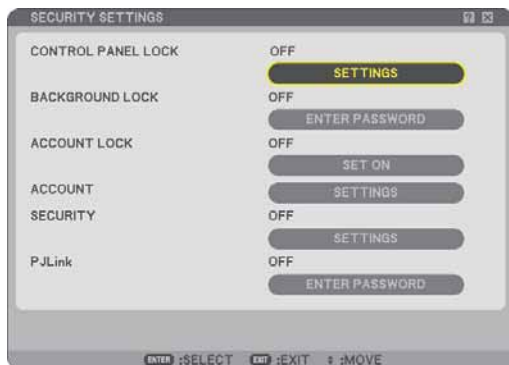 SECURITY SETTINGS
CONTROL PANEL LOCK OFF
SETTINGS
BACKGROUND LOCK OFF
ENTER PASSWORD
ACCOUNT LOCK OFF
SET ON
ACCOUNT SETTINGS
SECURITY OFF
SETTINGS
PJLink OFF
ENTER PASSWORD
ENTER :SELECT EXIT :EXIT :MOVE